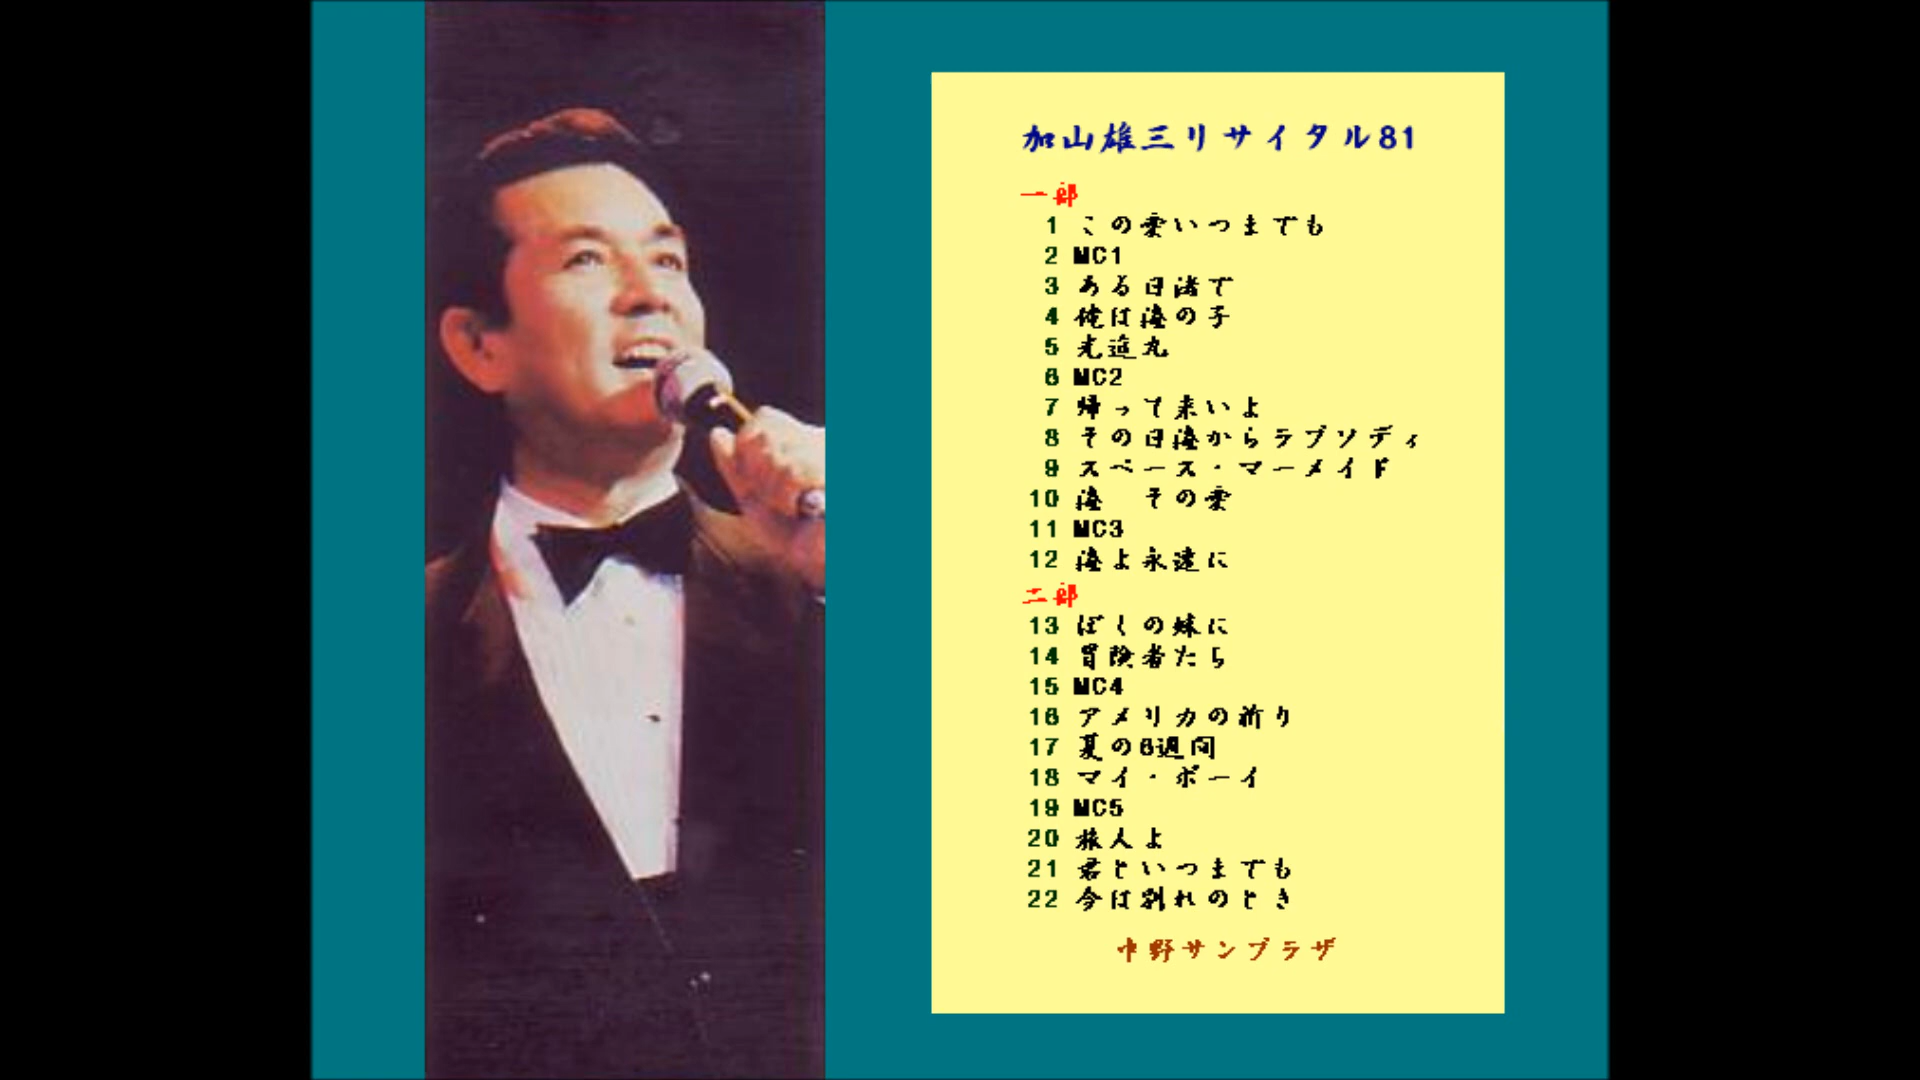 加山雄三リサイタル81
一部
1 この愛いつまでも
2 MC1
3 ある日渚で
4 俺は海の子
5 光進丸
6 MC2
7 帰って来いよ
8 その日海からラプソディ
9 スペース・マーメイド
10 海 その愛
11 MC3
12 海よ永遠に
二部
13 ぼくの妹に
14 冒険者たち
15 MC4
16 アメリカの祈り
17 夏の6週間
18 マイ・ボーイ
19 MC5
20 旅人よ
21 君といつまでも
22 今は別れのとき
中野サンプラザ